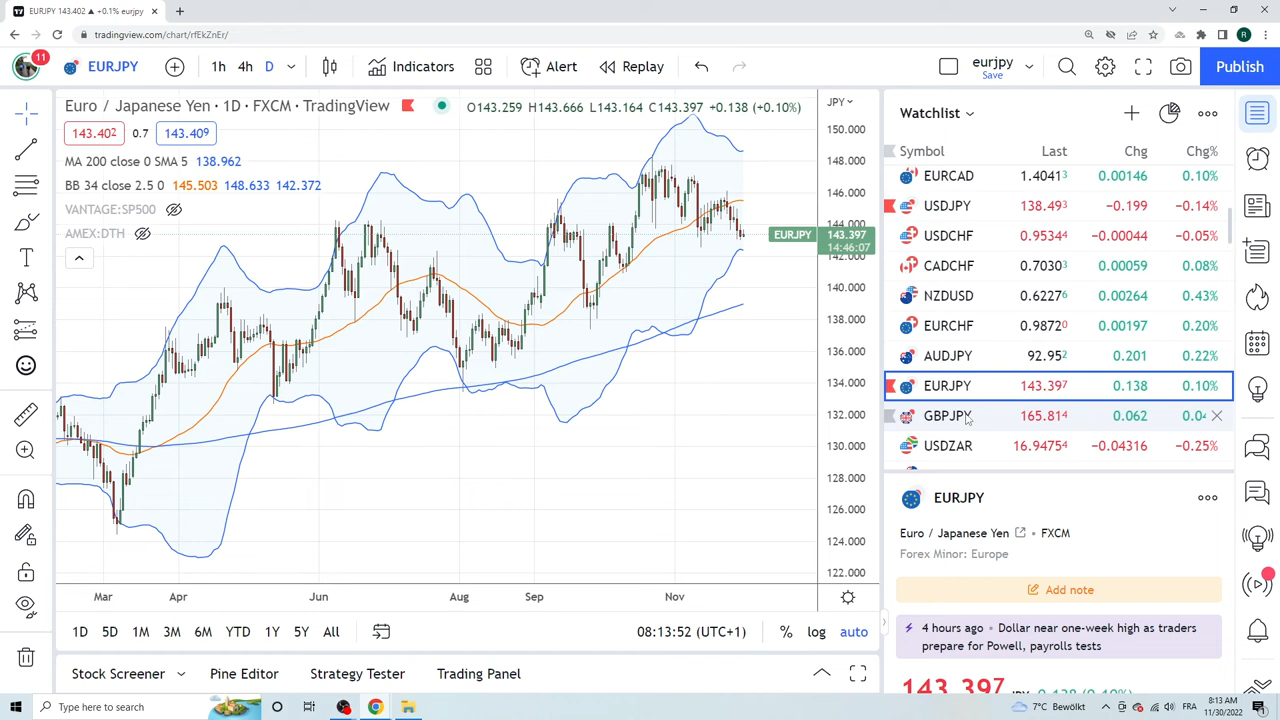 EURJPY 143.402 ▲ +0.1% eurjpy
tradingview.com/chart/rfEkZnEr/
R
11
EURJPY
1h 4h D
Indicators
Alert
Replay
eurjpy
Save
Publish
Euro / Japanese Yen · 1D · FXCM · TradingView
O143.259 H143.666 L143.164 C143.397 +0.138 (+0.10%)
JPY
143.402 0.7 143.409
MA 200 close 0 SMA 5 138.962
BB 34 close 2.5 0 145.503 148.633 142.372
VANTAGE:SP500
AMEX:DTH
150.000
148.000
146.000
144.000
EURJPY 143.397
14:46:07
142.000
140.000
138.000
136.000
134.000
132.000
130.000
128.000
126.000
124.000
122.000
Mar Apr Jun Aug Sep Nov
1D 5D 1M 3M 6M YTD 1Y 5Y All
08:13:52 (UTC+1) % log auto
Stock Screener Pine Editor Strategy Tester Trading Panel
Watchlist
Symbol Last Chg Chg%
EURCAD 1.40413 0.00146 0.10%
USDJPY 138.493 −0.199 −0.14%
USDCHF 0.95344 −0.00044 −0.05%
CADCHF 0.70303 0.00059 0.08%
NZDUSD 0.62276 0.00264 0.43%
EURCHF 0.98720 0.00197 0.20%
AUDJPY 92.952 0.201 0.22%
EURJPY 143.397 0.138 0.10%
GBPJPY 165.814 0.062 0.04
USDZAR 16.94754 −0.04316 −0.25%
EURJPY
Euro / Japanese Yen • FXCM
Forex Minor: Europe
Add note
4 hours ago • Dollar near one-week high as traders
prepare for Powell, payrolls tests
143.397 JPY 0.138 (0.10%)
Type here to search
7°C Bewölkt
FRA
8:13 AM
11/30/2022